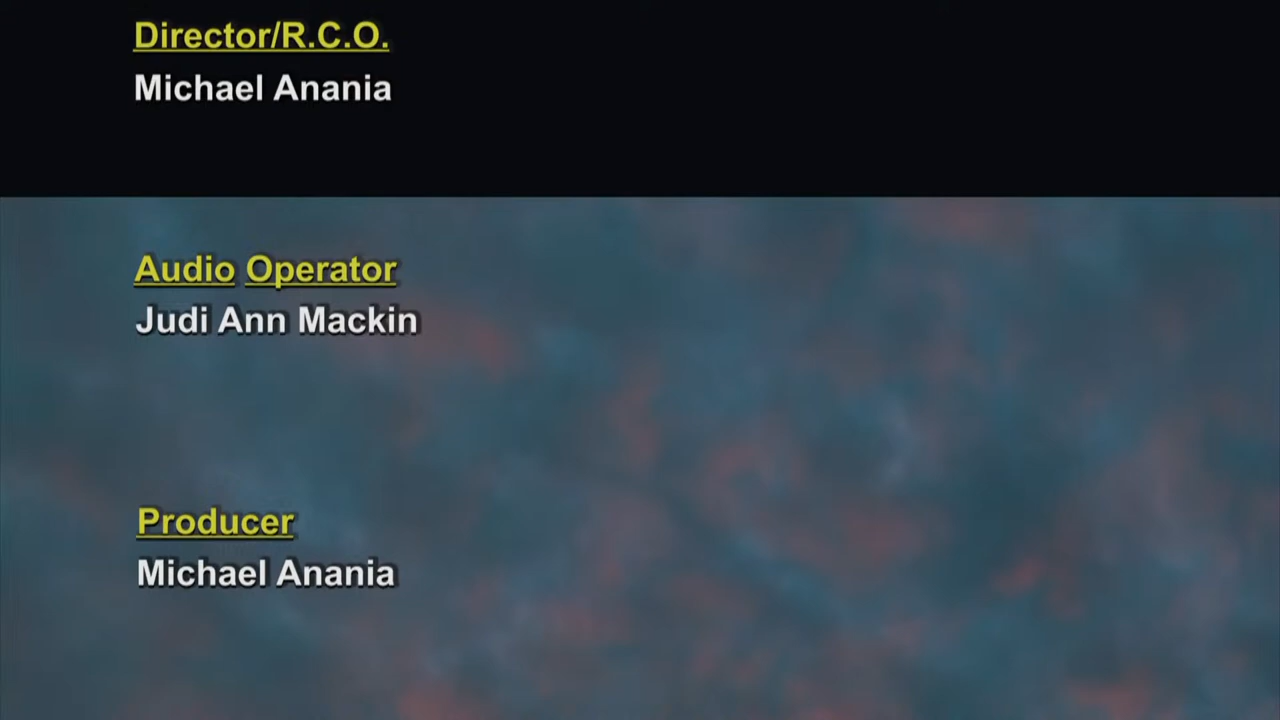 Director/R.C.O.
Michael Anania
Audio Operator
Judi Ann Mackin
Producer
Michael Anania